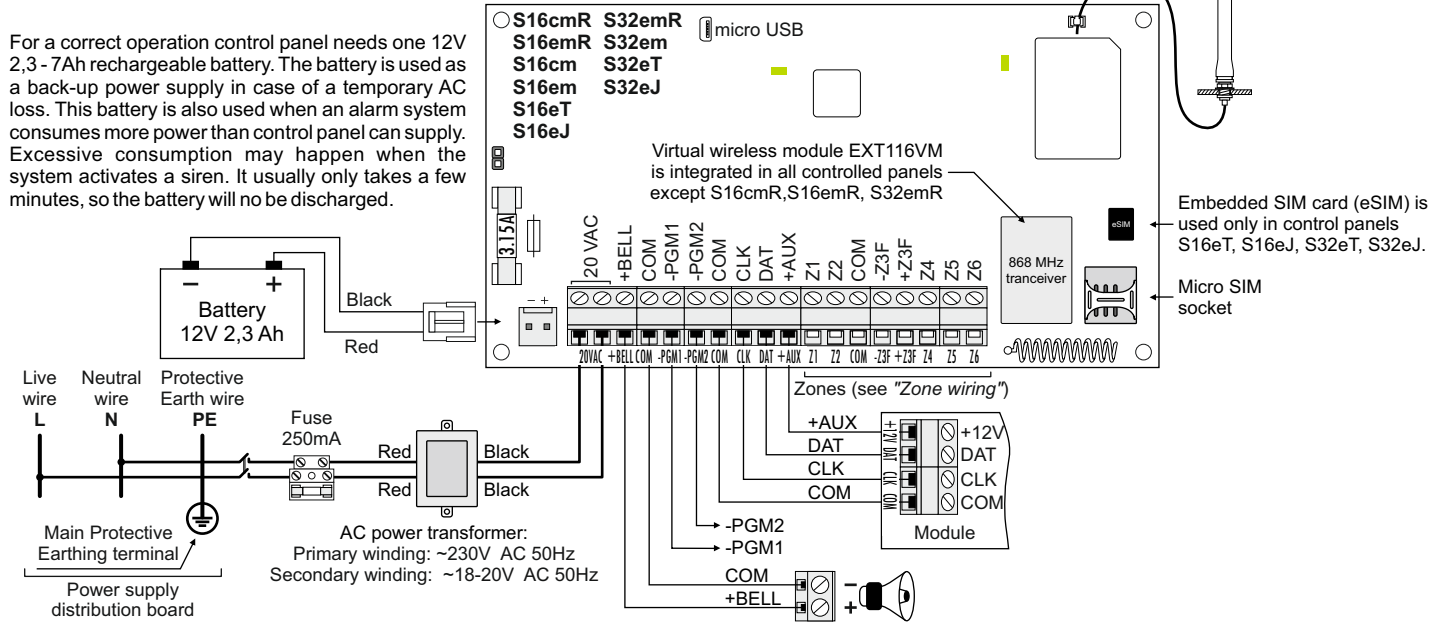 For a correct operation control panel needs one 12V
2,3 - 7Ah rechargeable battery. The battery is used as
a back-up power supply in case of a temporary AC
loss. This battery is also used when an alarm system
consumes more power than control panel can supply.
Excessive consumption may happen when the
system activates a siren. It usually only takes a few
minutes, so the battery will no be discharged.
S16cmR S32emR
S16emR S32em
S16cm S32eT
S16em S32eJ
S16eT
S16eJ
micro USB
Virtual wireless module EXT116VM
is integrated in all controlled panels
except S16cmR,S16emR, S32emR
Embedded SIM card (eSIM) is
used only in control panels
S16eT, S16eJ, S32eT, S32eJ.
eSIM
868 MHz
tranceiver
Micro SIM
socket
3.15A
20 VAC +BELL COM -PGM1 -PGM2 COM CLK DAT +AUX Z1 Z2 COM -Z3F +Z3F Z4 Z5 Z6
- +
20VAC +BELL COM -PGM1 -PGM2 COM CLK DAT +AUX Z1 Z2 COM -Z3F +Z3F Z4 Z5 Z6
Zones (see "Zone wiring")
- +
Battery
12V 2,3 Ah
Black
Red
Live
wire
L
Neutral
wire
N
Protective
Earth wire
PE
Fuse
250mA
Red
Red
Black
Black
Main Protective
Earthing terminal
Power supply
distribution board
AC power transformer:
Primary winding: ~230V AC 50Hz
Secondary winding: ~18-20V AC 50Hz
+AUX
DAT
CLK
COM
+12V
DAT
CLK
COM
+12V
DAT
CLK
COM
Module
-PGM2
-PGM1
COM
+BELL
-
+